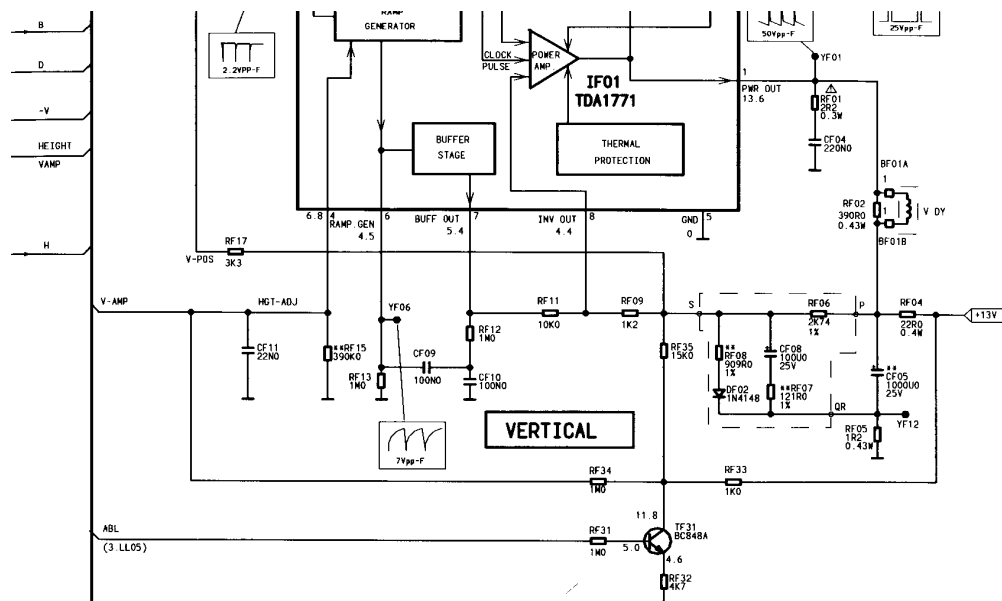 B
D
-V
HEIGHT
VAMP
H
2.2VPP-F
RAMP
GENERATOR
CLOCK
PULSE
POWER
AMP
IF01
TDA1771
BUFFER
STAGE
THERMAL
PROTECTION
50Vpp-F
25Vpp-F
YF01
1
PWR OUT
13.6
RF01
2R2
0.3W
CF04
220N0
BF01A
1
RF02
390R0
0.43W
1
V DY
BF01B
6.8 4
RAMP.GEN
6
4.5
BUFF OUT
7
5.4
INV OUT
8
4.4
GND
5
0
V-POS
RF17
3K3
V-AMP
HGT-ADJ
YF06
CF11
22N0
**RF15
390K0
RF13
1M0
CF09
100N0
RF12
1M0
CF10
100N0
RF11
10K0
RF09
1K2
RF35
15K0
S
RF06
2K74
1%
P
RF04
22R0
0.4W
+13V
**
RF08
909R0
1%
CF08
100U0
25V
DF02
1N4148
**RF07
121R0
1%
**
CF05
1000U0
25V
QR
YF12
RF05
1R2
0.43W
7Vpp-F
VERTICAL
RF34
1M0
RF33
1K0
ABL
(3.LL05)
RF31
1M0
11.8
5.0
TF31
BC848A
4.6
RF32
4K7